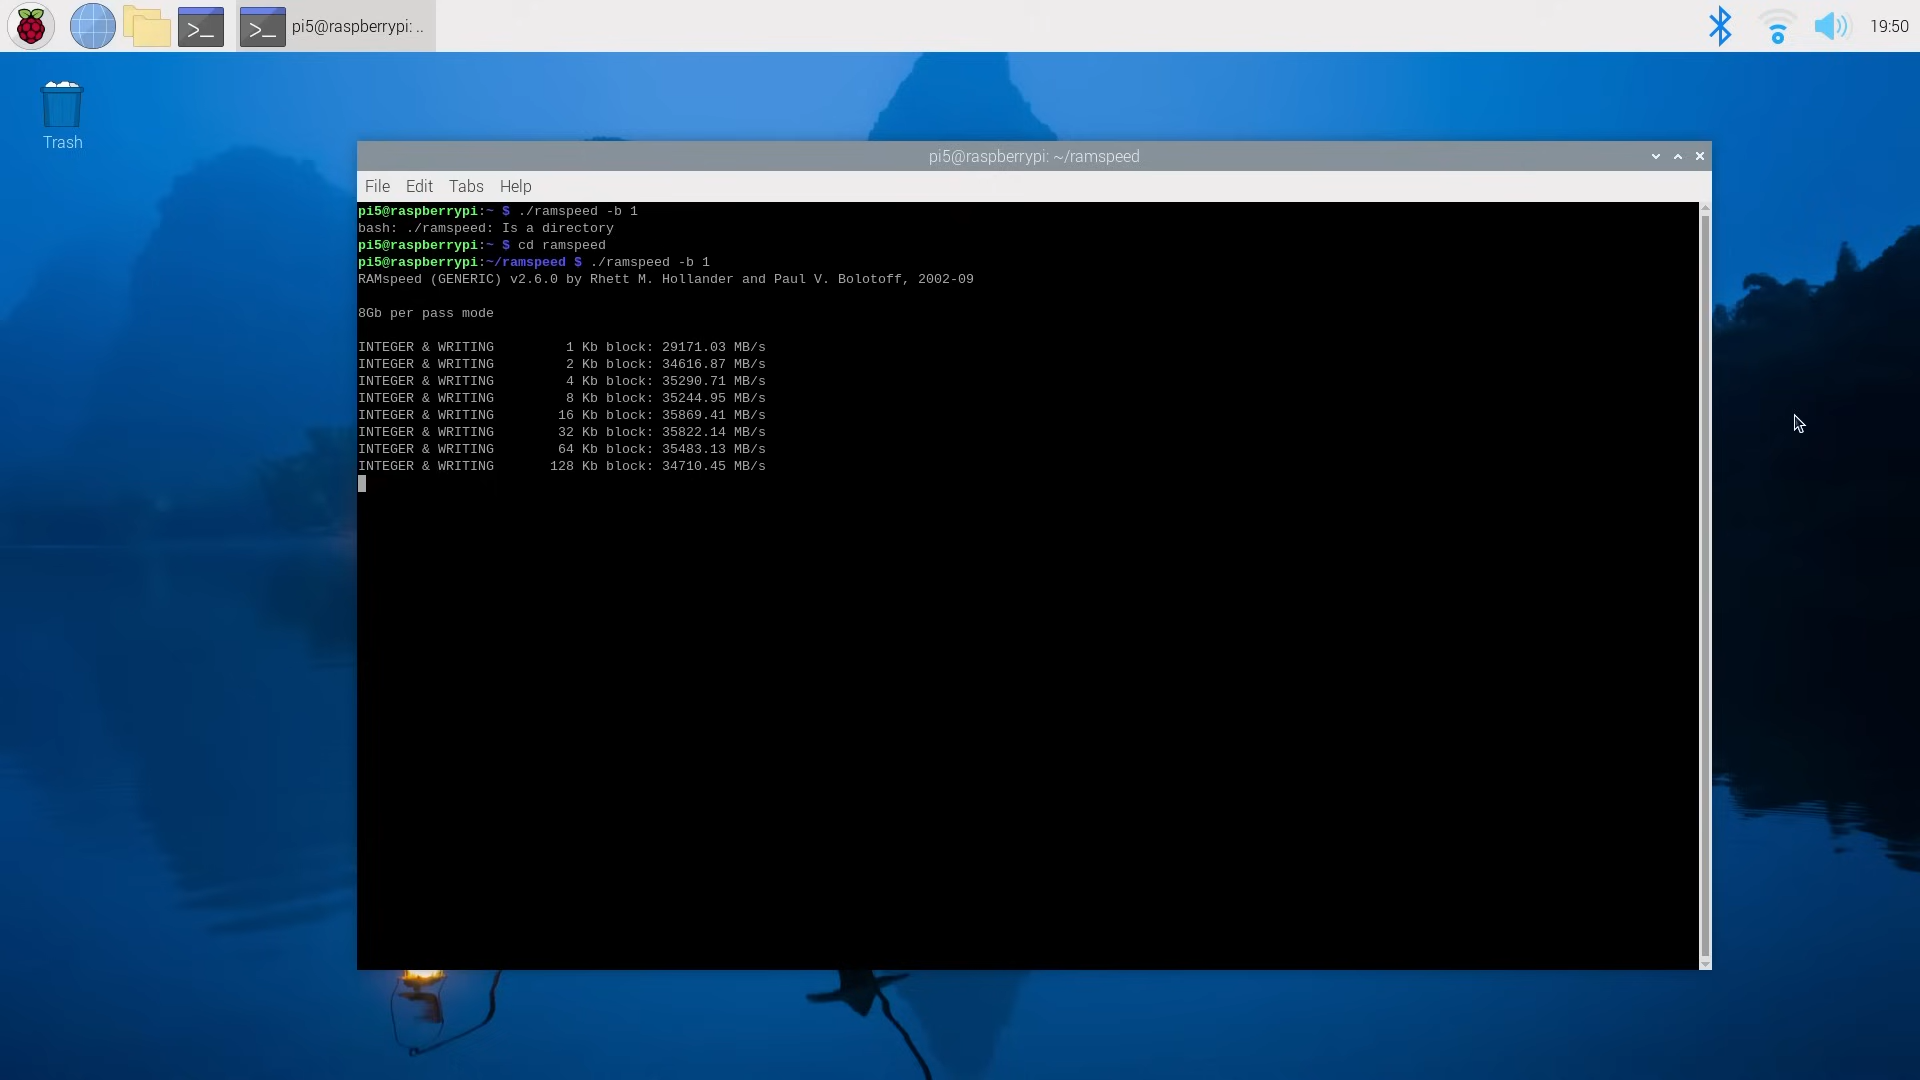 pi5@raspberrypi: ..
19:50
Trash
pi5@raspberrypi: ~/ramspeed
File Edit Tabs Help
pi5@raspberrypi:~ $ ./ramspeed -b 1
bash: ./ramspeed: Is a directory
pi5@raspberrypi:~ $ cd ramspeed
pi5@raspberrypi:~/ramspeed $ ./ramspeed -b 1
RAMspeed (GENERIC) v2.6.0 by Rhett M. Hollander and Paul V. Bolotoff, 2002-09
8Gb per pass mode
INTEGER & WRITING 1 Kb block: 29171.03 MB/s
INTEGER & WRITING 2 Kb block: 34616.87 MB/s
INTEGER & WRITING 4 Kb block: 35290.71 MB/s
INTEGER & WRITING 8 Kb block: 35244.95 MB/s
INTEGER & WRITING 16 Kb block: 35869.41 MB/s
INTEGER & WRITING 32 Kb block: 35822.14 MB/s
INTEGER & WRITING 64 Kb block: 35483.13 MB/s
INTEGER & WRITING 128 Kb block: 34710.45 MB/s